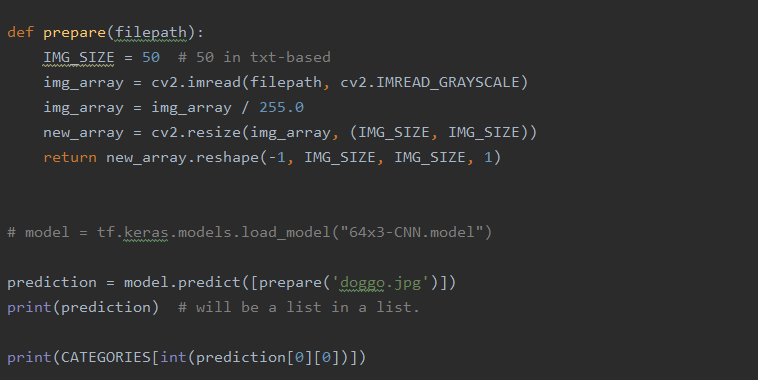 def prepare(filepath):
    IMG_SIZE = 50  # 50 in txt-based
    img_array = cv2.imread(filepath, cv2.IMREAD_GRAYSCALE)
    img_array = img_array / 255.0
    new_array = cv2.resize(img_array, (IMG_SIZE, IMG_SIZE))
    return new_array.reshape(-1, IMG_SIZE, IMG_SIZE, 1)
# model = tf.keras.models.load_model("64x3-CNN.model")
prediction = model.predict([prepare('doggo.jpg')])
print(prediction)  # will be a list in a list.
print(CATEGORIES[int(prediction[0][0])])